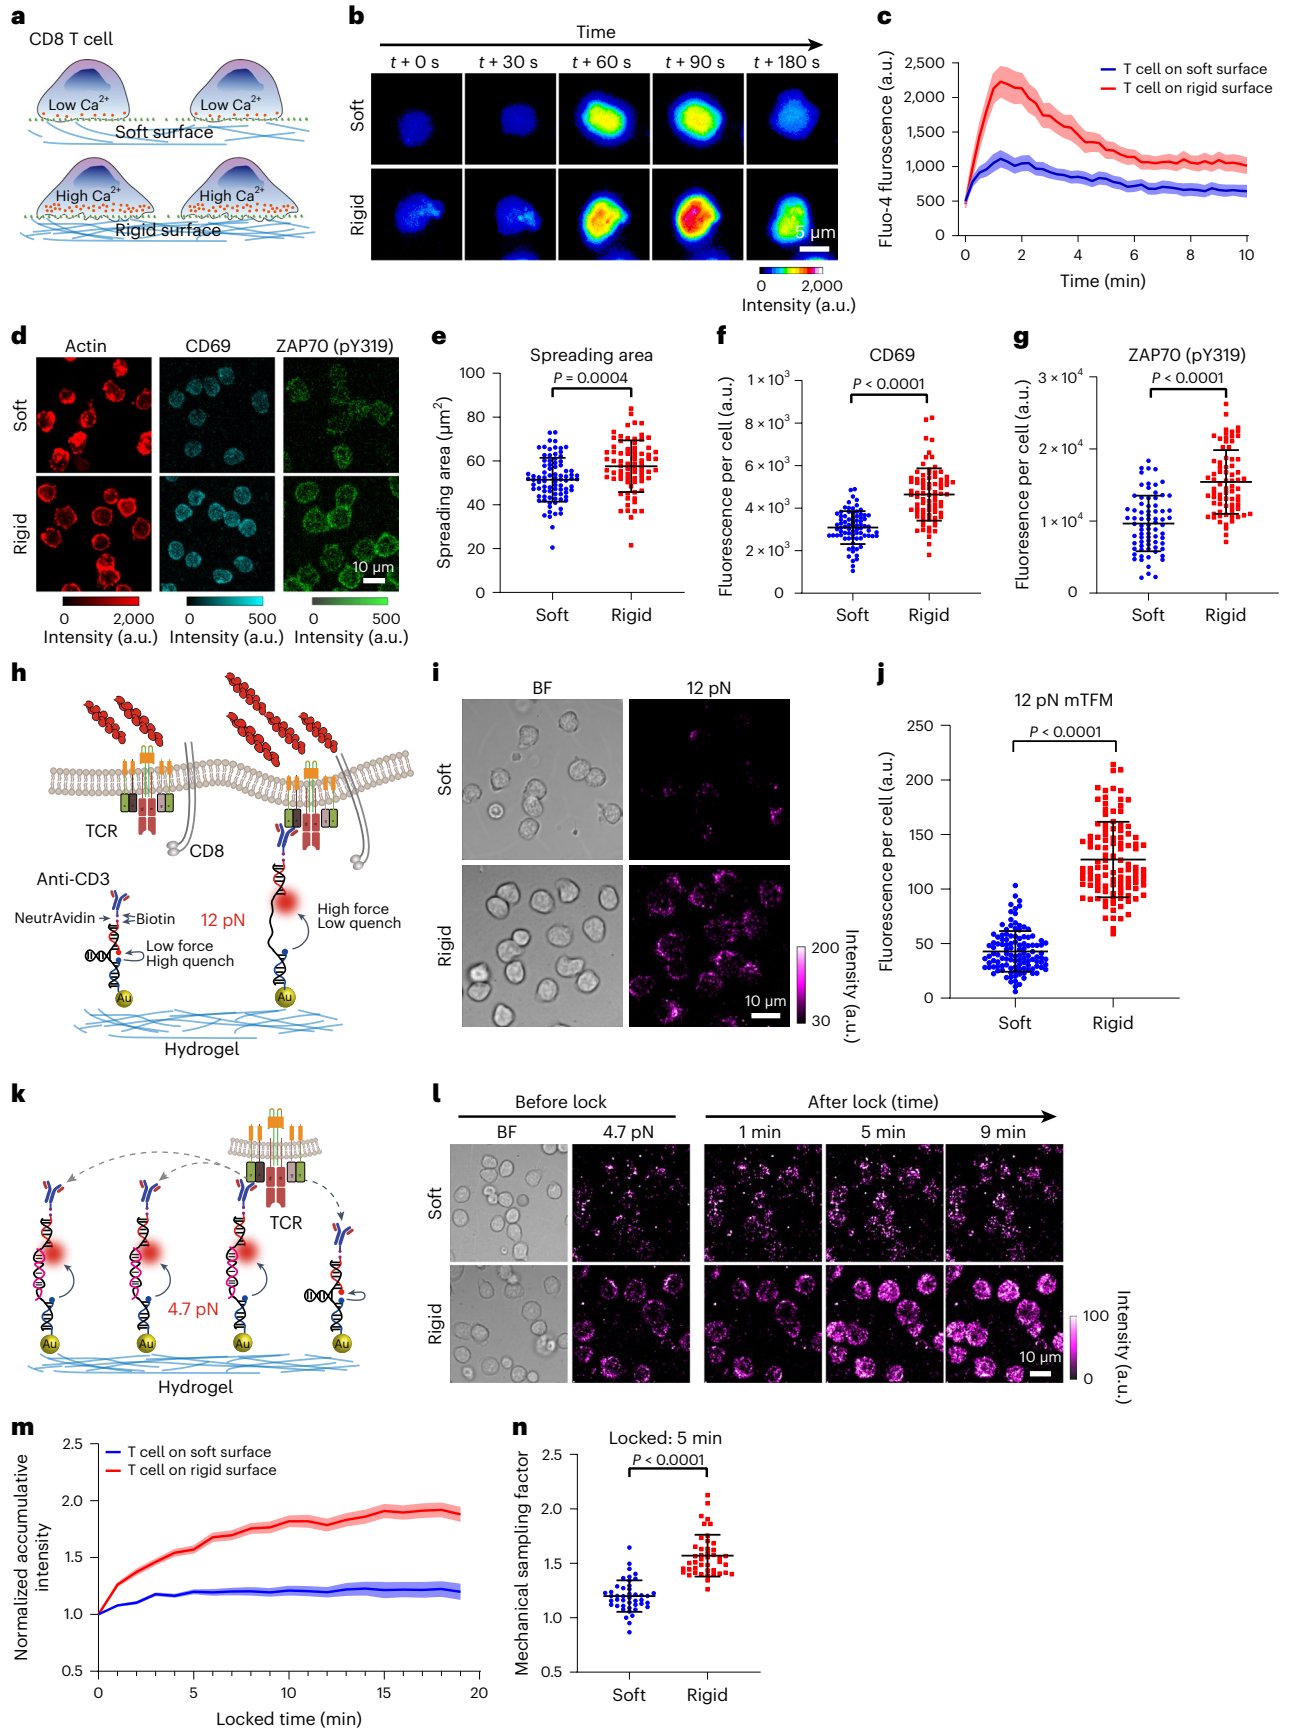 a
CD8 T cell
Low Ca2+
Low Ca2+
Soft surface
High Ca2+
High Ca2+
Rigid surface
b
Time
t + 0 s
t + 30 s
t + 60 s
t + 90 s
t + 180 s
Soft
Rigid
5 μm
0
2,000
Intensity (a.u.)
c
Fluo-4 fluroscence (a.u.)
2,500
2,000
1,500
1,000
500
0
T cell on soft surface
T cell on rigid surface
0
2
4
6
8
10
Time (min)
d
Actin
CD69
ZAP70 (pY319)
Soft
Rigid
10 μm
0
2,000
Intensity (a.u.)
0
500
Intensity (a.u.)
0
500
Intensity (a.u.)
e
Spreading area
P = 0.0004
Spreading area (μm²)
100
80
60
40
20
0
Soft
Rigid
f
CD69
P < 0.0001
Fluorescence per cell (a.u.)
1 × 10³
8 × 10³
6 × 10³
4 × 10³
2 × 10³
0
Soft
Rigid
g
ZAP70 (pY319)
P < 0.0001
Fluoresence per cell (a.u.)
3 × 10⁴
2 × 10⁴
1 × 10⁴
0
Soft
Rigid
h
TCR
CD8
Anti-CD3
NeutrAvidin
Biotin
12 pN
Low force
High quench
High force
Low quench
Au
Au
Hydrogel
i
BF
12 pN
Soft
Rigid
10 μm
200
30
Intensity (a.u.)
j
12 pN mTFM
P < 0.0001
Fluorescence per cell (a.u.)
250
200
150
100
50
0
Soft
Rigid
k
TCR
4.7 pN
Au
Au
Au
Au
Hydrogel
l
Before lock
After lock (time)
BF
4.7 pN
1 min
5 min
9 min
Soft
Rigid
10 μm
100
0
Intensity (a.u.)
m
Normalized accumulative
intensity
2.5
2.0
1.5
1.0
0.5
T cell on soft surface
T cell on rigid surface
0
5
10
15
20
Locked time (min)
n
Locked: 5 min
P < 0.0001
Mechanical sampling factor
2.5
2.0
1.5
1.0
0.5
Soft
Rigid